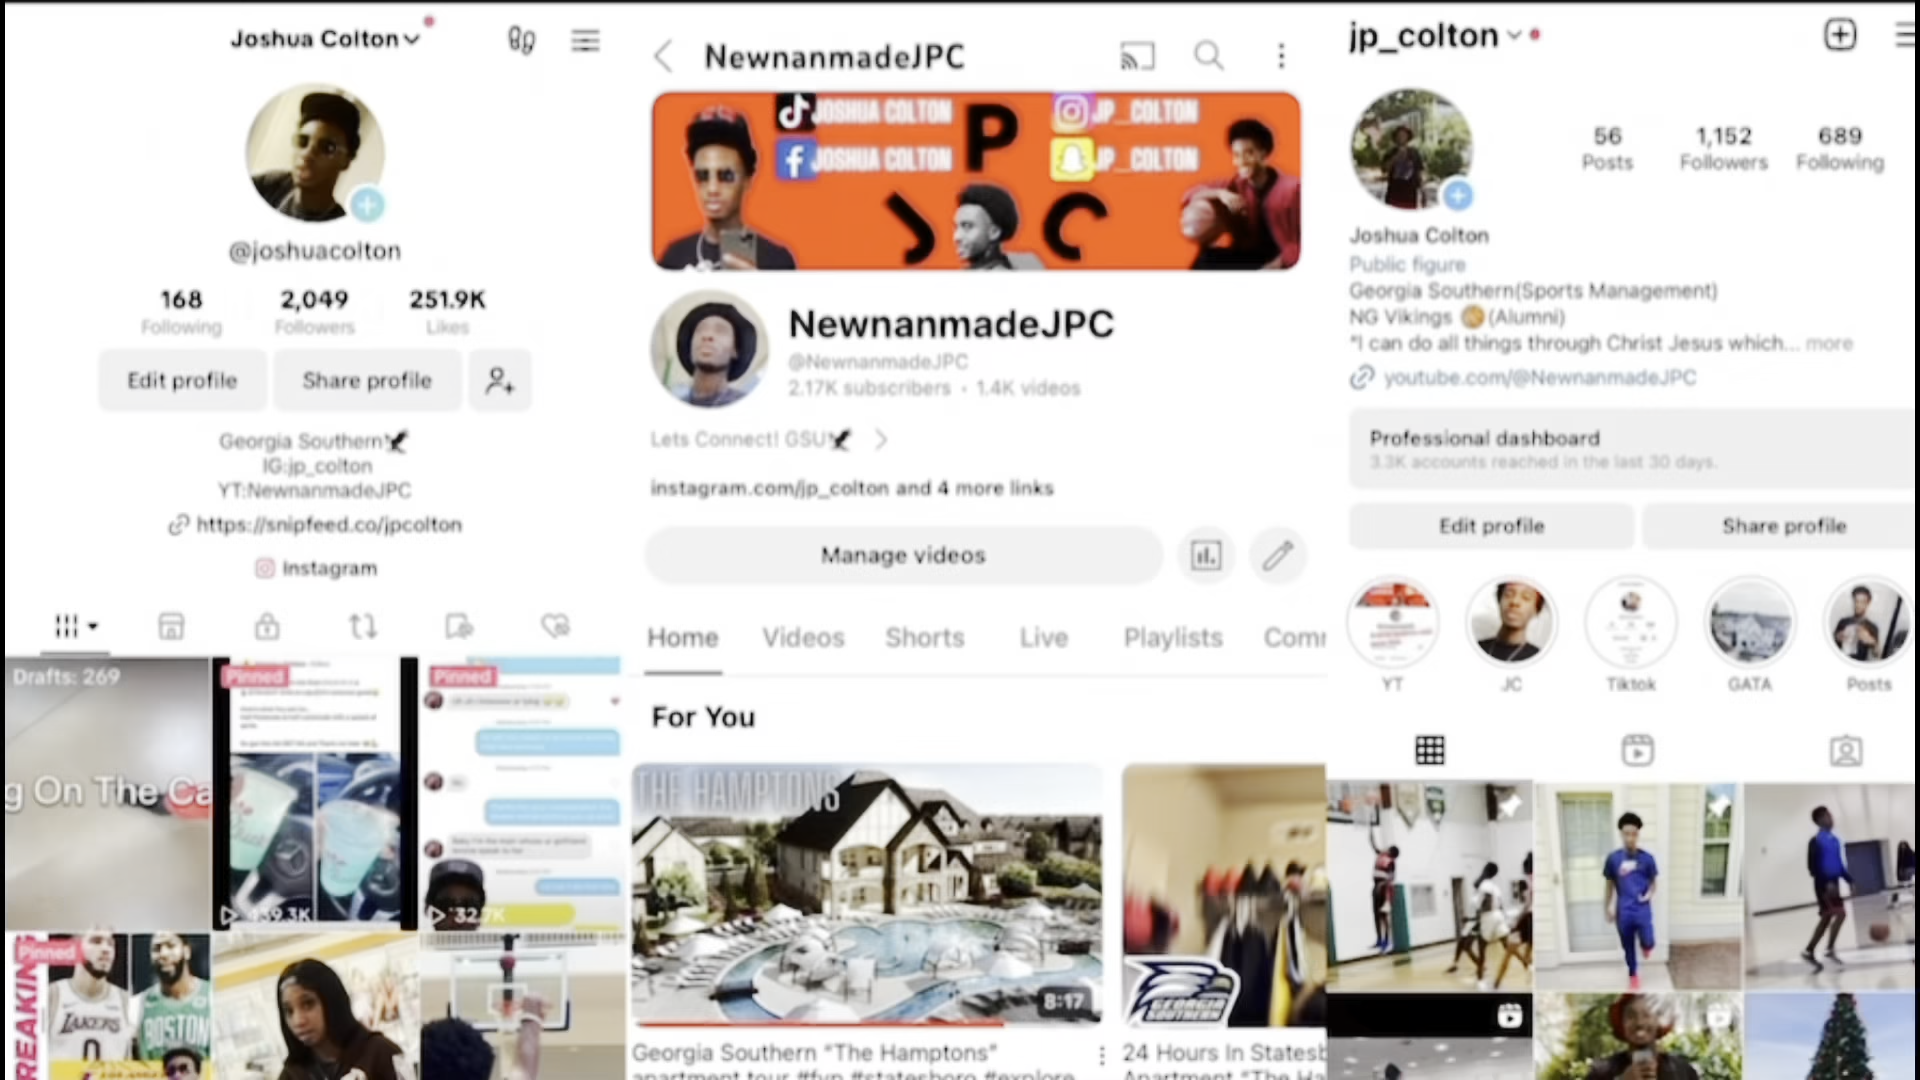 Joshua Colton
@joshuacolton
168
Following
2,049
Followers
251.9K
Likes
Edit profile
Share profile
Georgia Southern
IG:jp_colton
YT:NewnanmadeJPC
https://snipfeed.co/jpcolton
Instagram
Drafts: 269
g On The Ca
Pinned
Pinned
32.7K
Pinned
REAKIN
LAKERS
0
BOSTON
NewnanmadeJPC
JOSHUA COLTON
JP_COLTON
JOSHUA COLTON
JP_COLTON
P
J
C
NewnanmadeJPC
@NewnanmadeJPC
2.17K subscribers • 1.4K videos
Lets Connect! GSU
instagram.com/jp_colton and 4 more links
Manage videos
Home
Videos
Shorts
Live
Playlists
Com
For You
THE HAMPTONS
8:17
Georgia Southern "The Hamptons"
apartment tour #fyp #statesboro #explore
GEORGIA
SOUTHERN
24 Hours In Statesb
Apartment "The Ha
jp_colton
56
Posts
1,152
Followers
689
Following
Joshua Colton
Public figure
Georgia Southern(Sports Management)
NG Vikings (Alumni)
"I can do all things through Christ Jesus which... more
youtube.com/@NewnanmadeJPC
Professional dashboard
3.3K accounts reached in the last 30 days.
Edit profile
Share profile
YT
JC
Tiktok
GATA
Posts